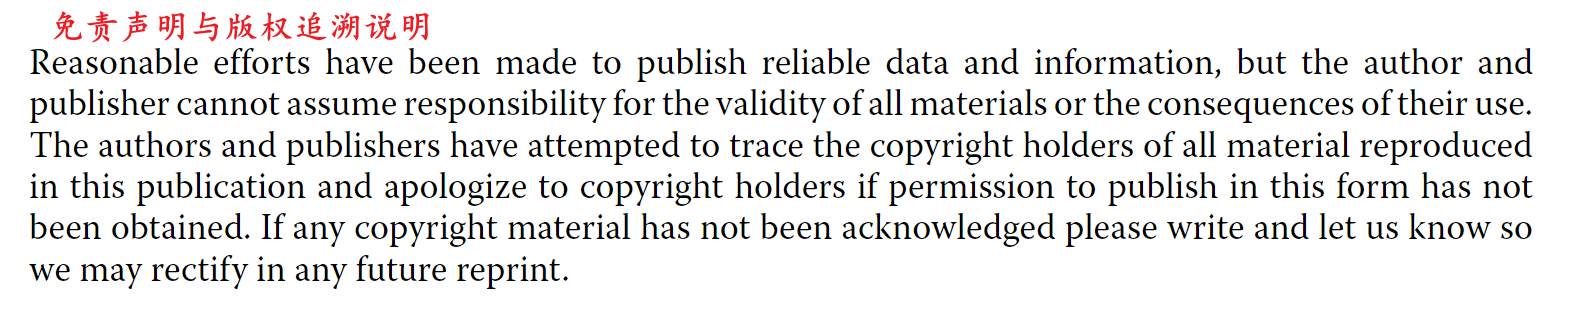 免责声明与版权追溯说明
Reasonable efforts have been made to publish reliable data and information, but the author and
publisher cannot assume responsibility for the validity of all materials or the consequences of their use.
The authors and publishers have attempted to trace the copyright holders of all material reproduced
in this publication and apologize to copyright holders if permission to publish in this form has not
been obtained. If any copyright material has not been acknowledged please write and let us know so
we may rectify in any future reprint.